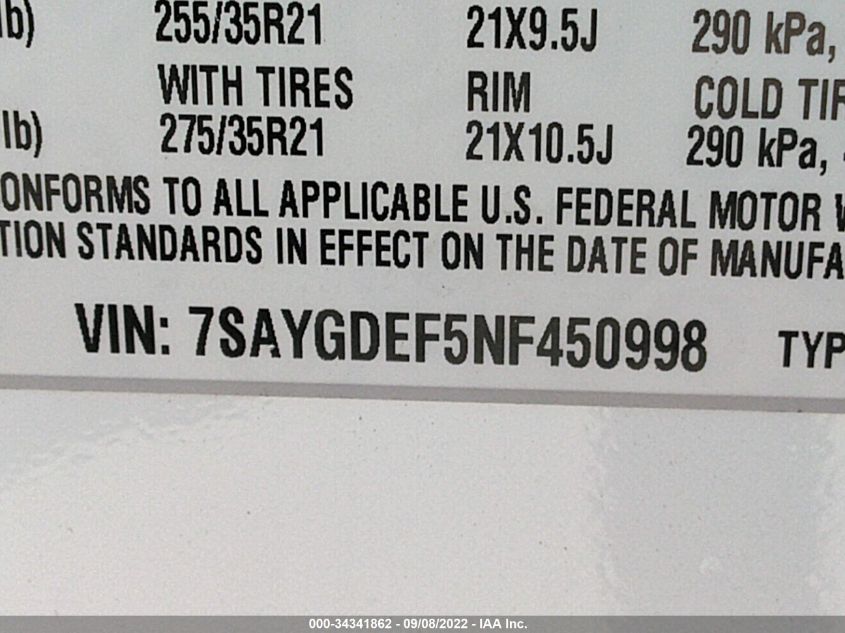 lb) 255/35R21 21X9.5J 290 kPa,
WITH TIRES RIM COLD TIR
lb) 275/35R21 21X10.5J 290 kPa,
ONFORMS TO ALL APPLICABLE U.S. FEDERAL MOTOR V
TION STANDARDS IN EFFECT ON THE DATE OF MANUFA
VIN: 7SAYGDEF5NF450998 TYP
000-34341862 - 09/08/2022 - IAA Inc.